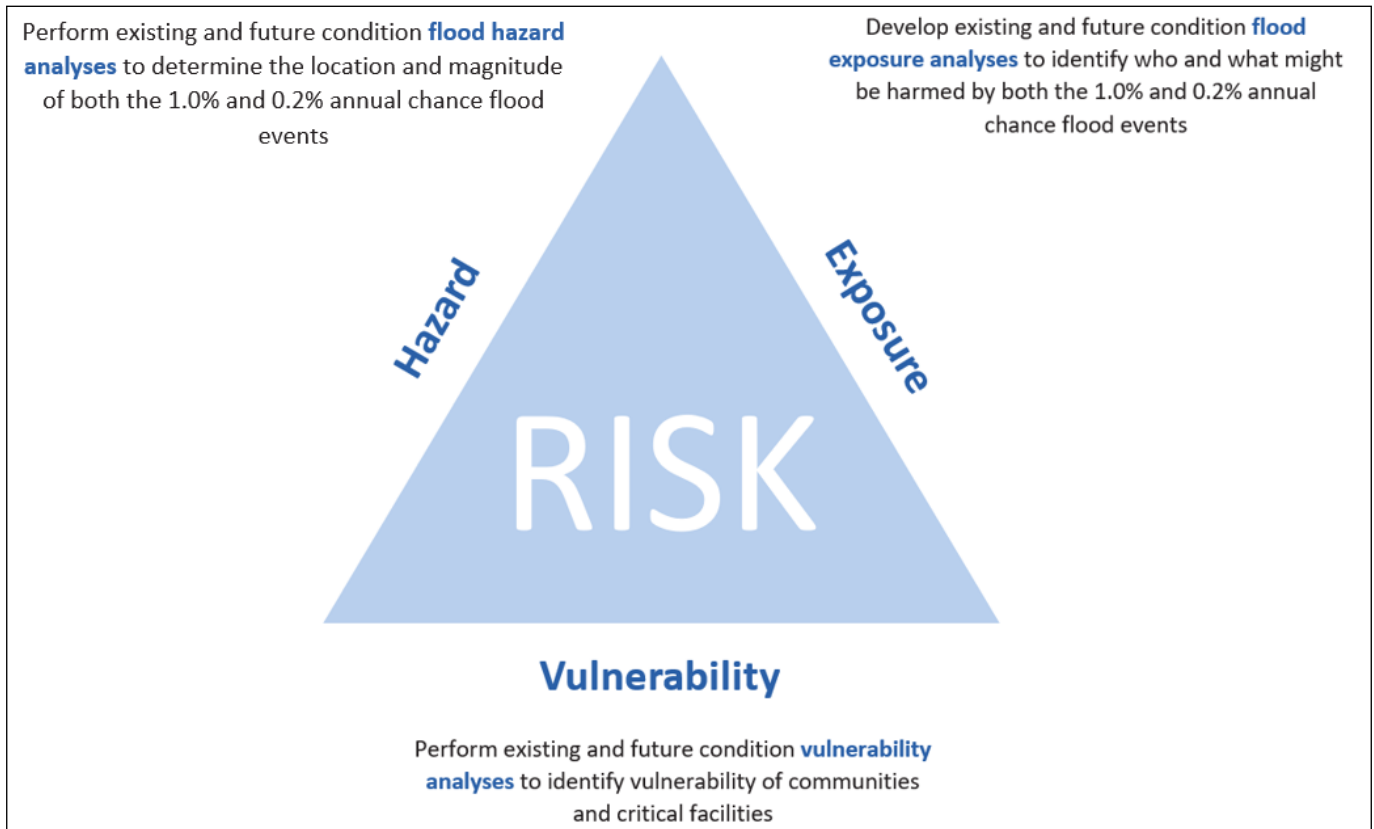 Perform existing and future condition flood hazard
analyses to determine the location and magnitude
of both the 1.0% and 0.2% annual chance flood
events
Develop existing and future condition flood
exposure analyses to identify who and what might
be harmed by both the 1.0% and 0.2% annual
chance flood events
Hazard
Exposure
RISK
Vulnerability
Perform existing and future condition vulnerability
analyses to identify vulnerability of communities
and critical facilities